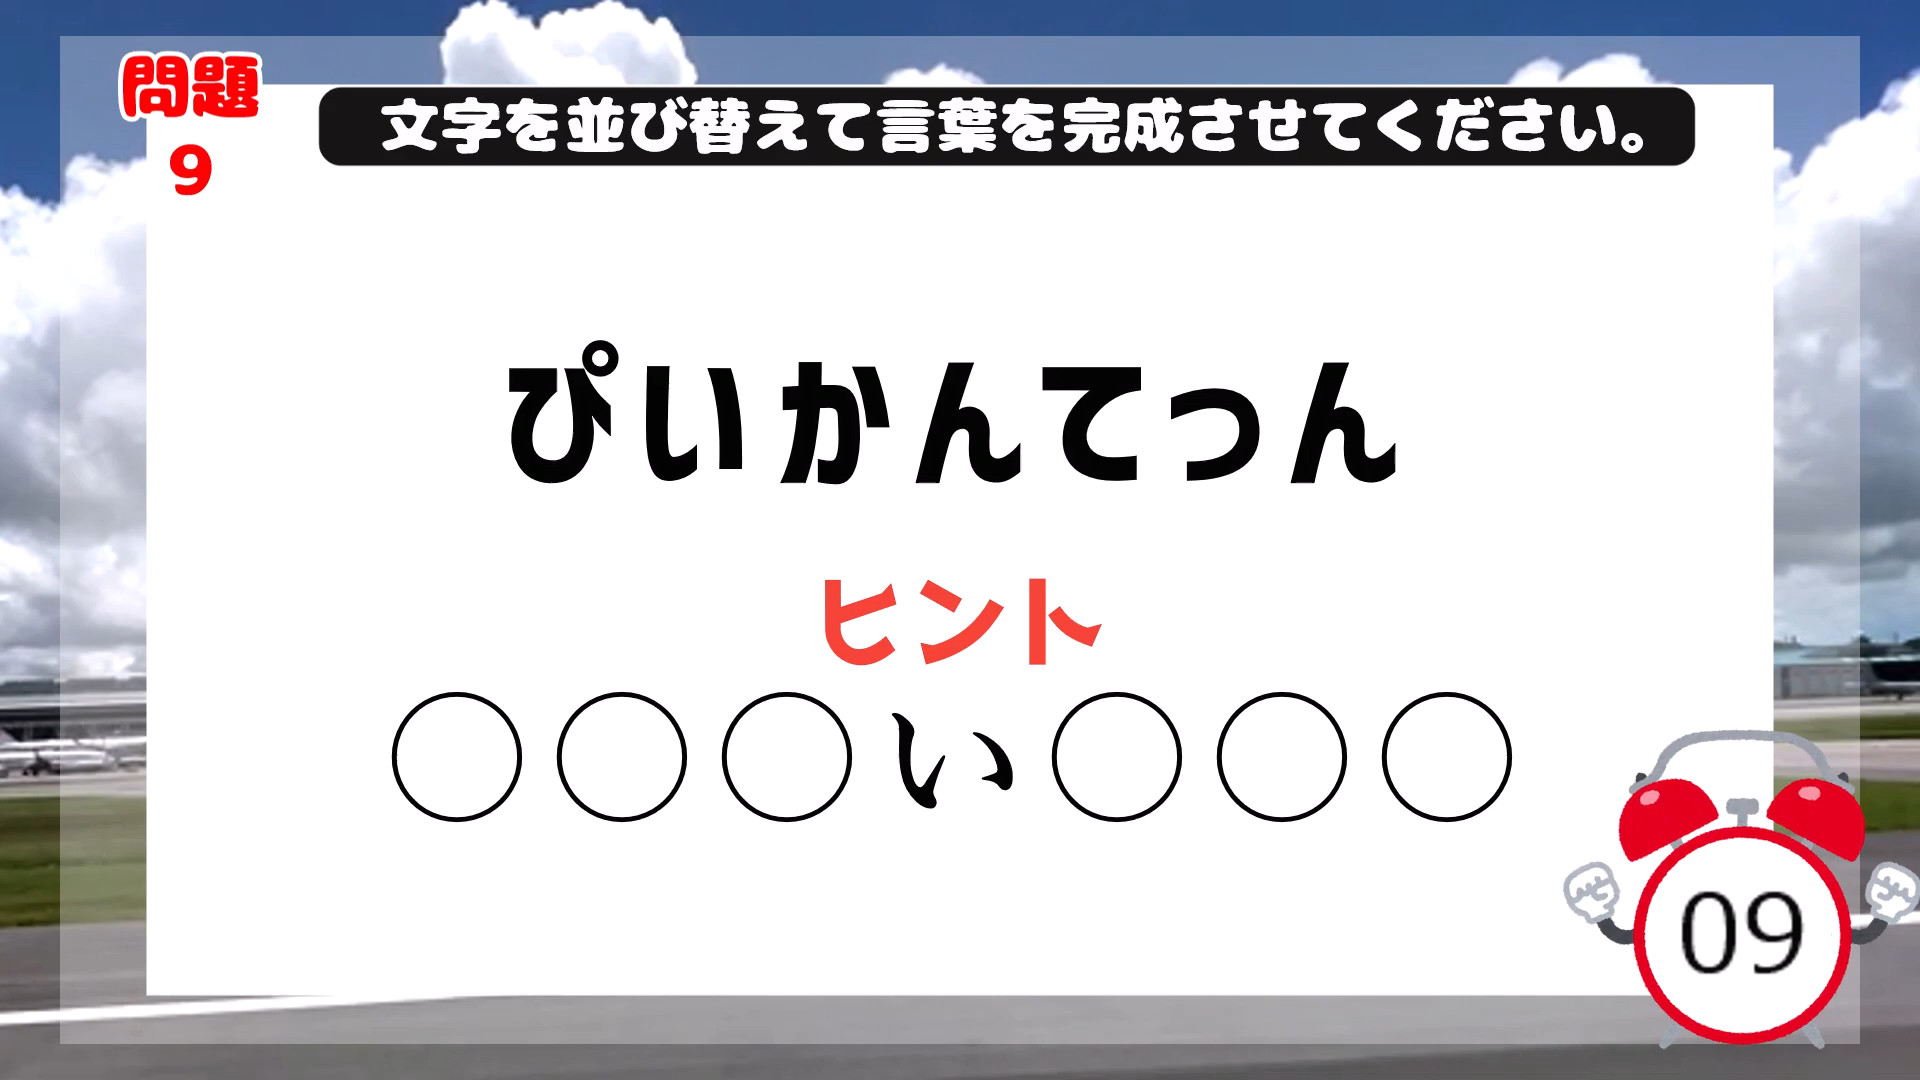 問題
9
文字を並び替えて言葉を完成させてください。
ぴいかんてっん
ヒント
○○○い○○○
09